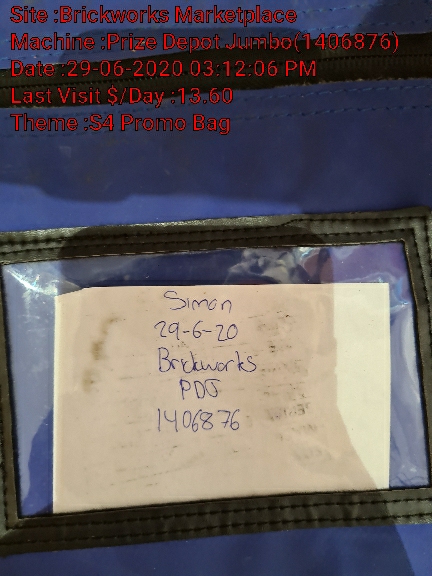 Site :Brickworks Marketplace
Machine :Prize Depot Jumbo(1406876)
Date :29-06-2020 03:12:06 PM
Last Visit $/Day :13.60
Theme :S4 Promo Bag
Simon
29-6-20
Brickworks
PDJ
1406876